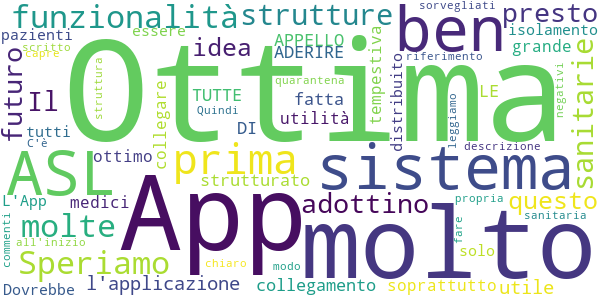 funzionalità strutture ben presto sorvegliati
pazienti essere idea APPELLO isolamento
scritto ADERIRE grande
capre Ottima riferimento
futuro Il struttura collegare TUTTE quarantena tempestiva distribuito LE negativi sanitarie
Quindi fatta utilità
tutti DI leggiamo
C'è ottimo prima sistema descrizione
ASL App strutturato molto questo
L'App medici adottino propria
molte sanitaria
commenti all'inizio Speriamo chiaro collegamento modo fare solo
Dovrebbe l'applicazione soprattutto utile